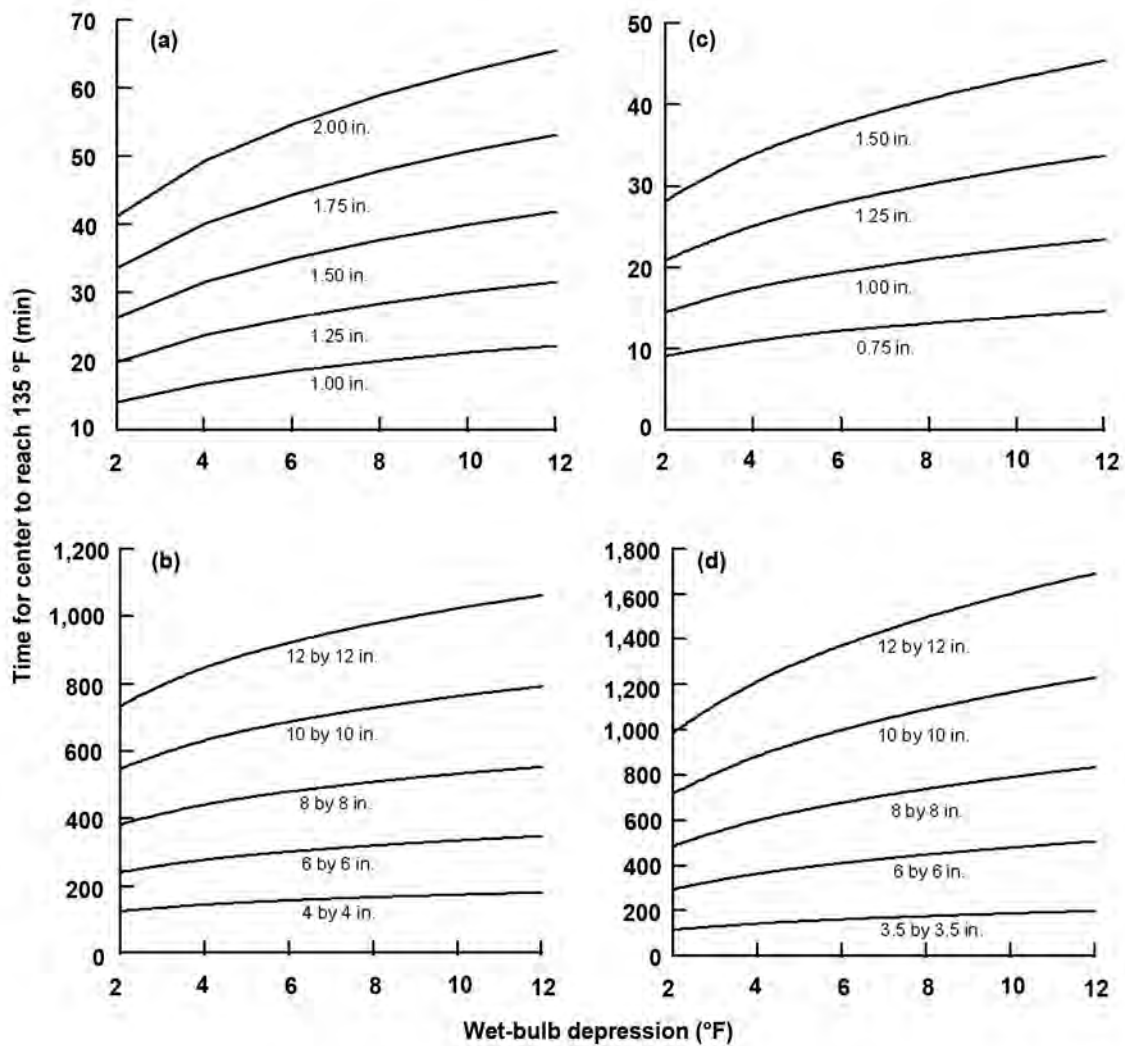 Time for center to reach 135 °F (min)
(a)
70
60
50
40
30
20
10
2.00 in.
1.75 in.
1.50 in.
1.25 in.
1.00 in.
2 4 6 8 10 12
(c)
50
40
30
20
10
0
1.50 in.
1.25 in.
1.00 in.
0.75 in.
2 4 6 8 10 12
(b)
1,200
1,000
800
600
400
200
0
12 by 12 in.
10 by 10 in.
8 by 8 in.
6 by 6 in.
4 by 4 in.
2 4 6 8 10 12
(d)
1,800
1,600
1,400
1,200
1,000
800
600
400
200
0
12 by 12 in.
10 by 10 in.
8 by 8 in.
6 by 6 in.
3.5 by 3.5 in.
2 4 6 8 10 12
Wet-bulb depression (°F)